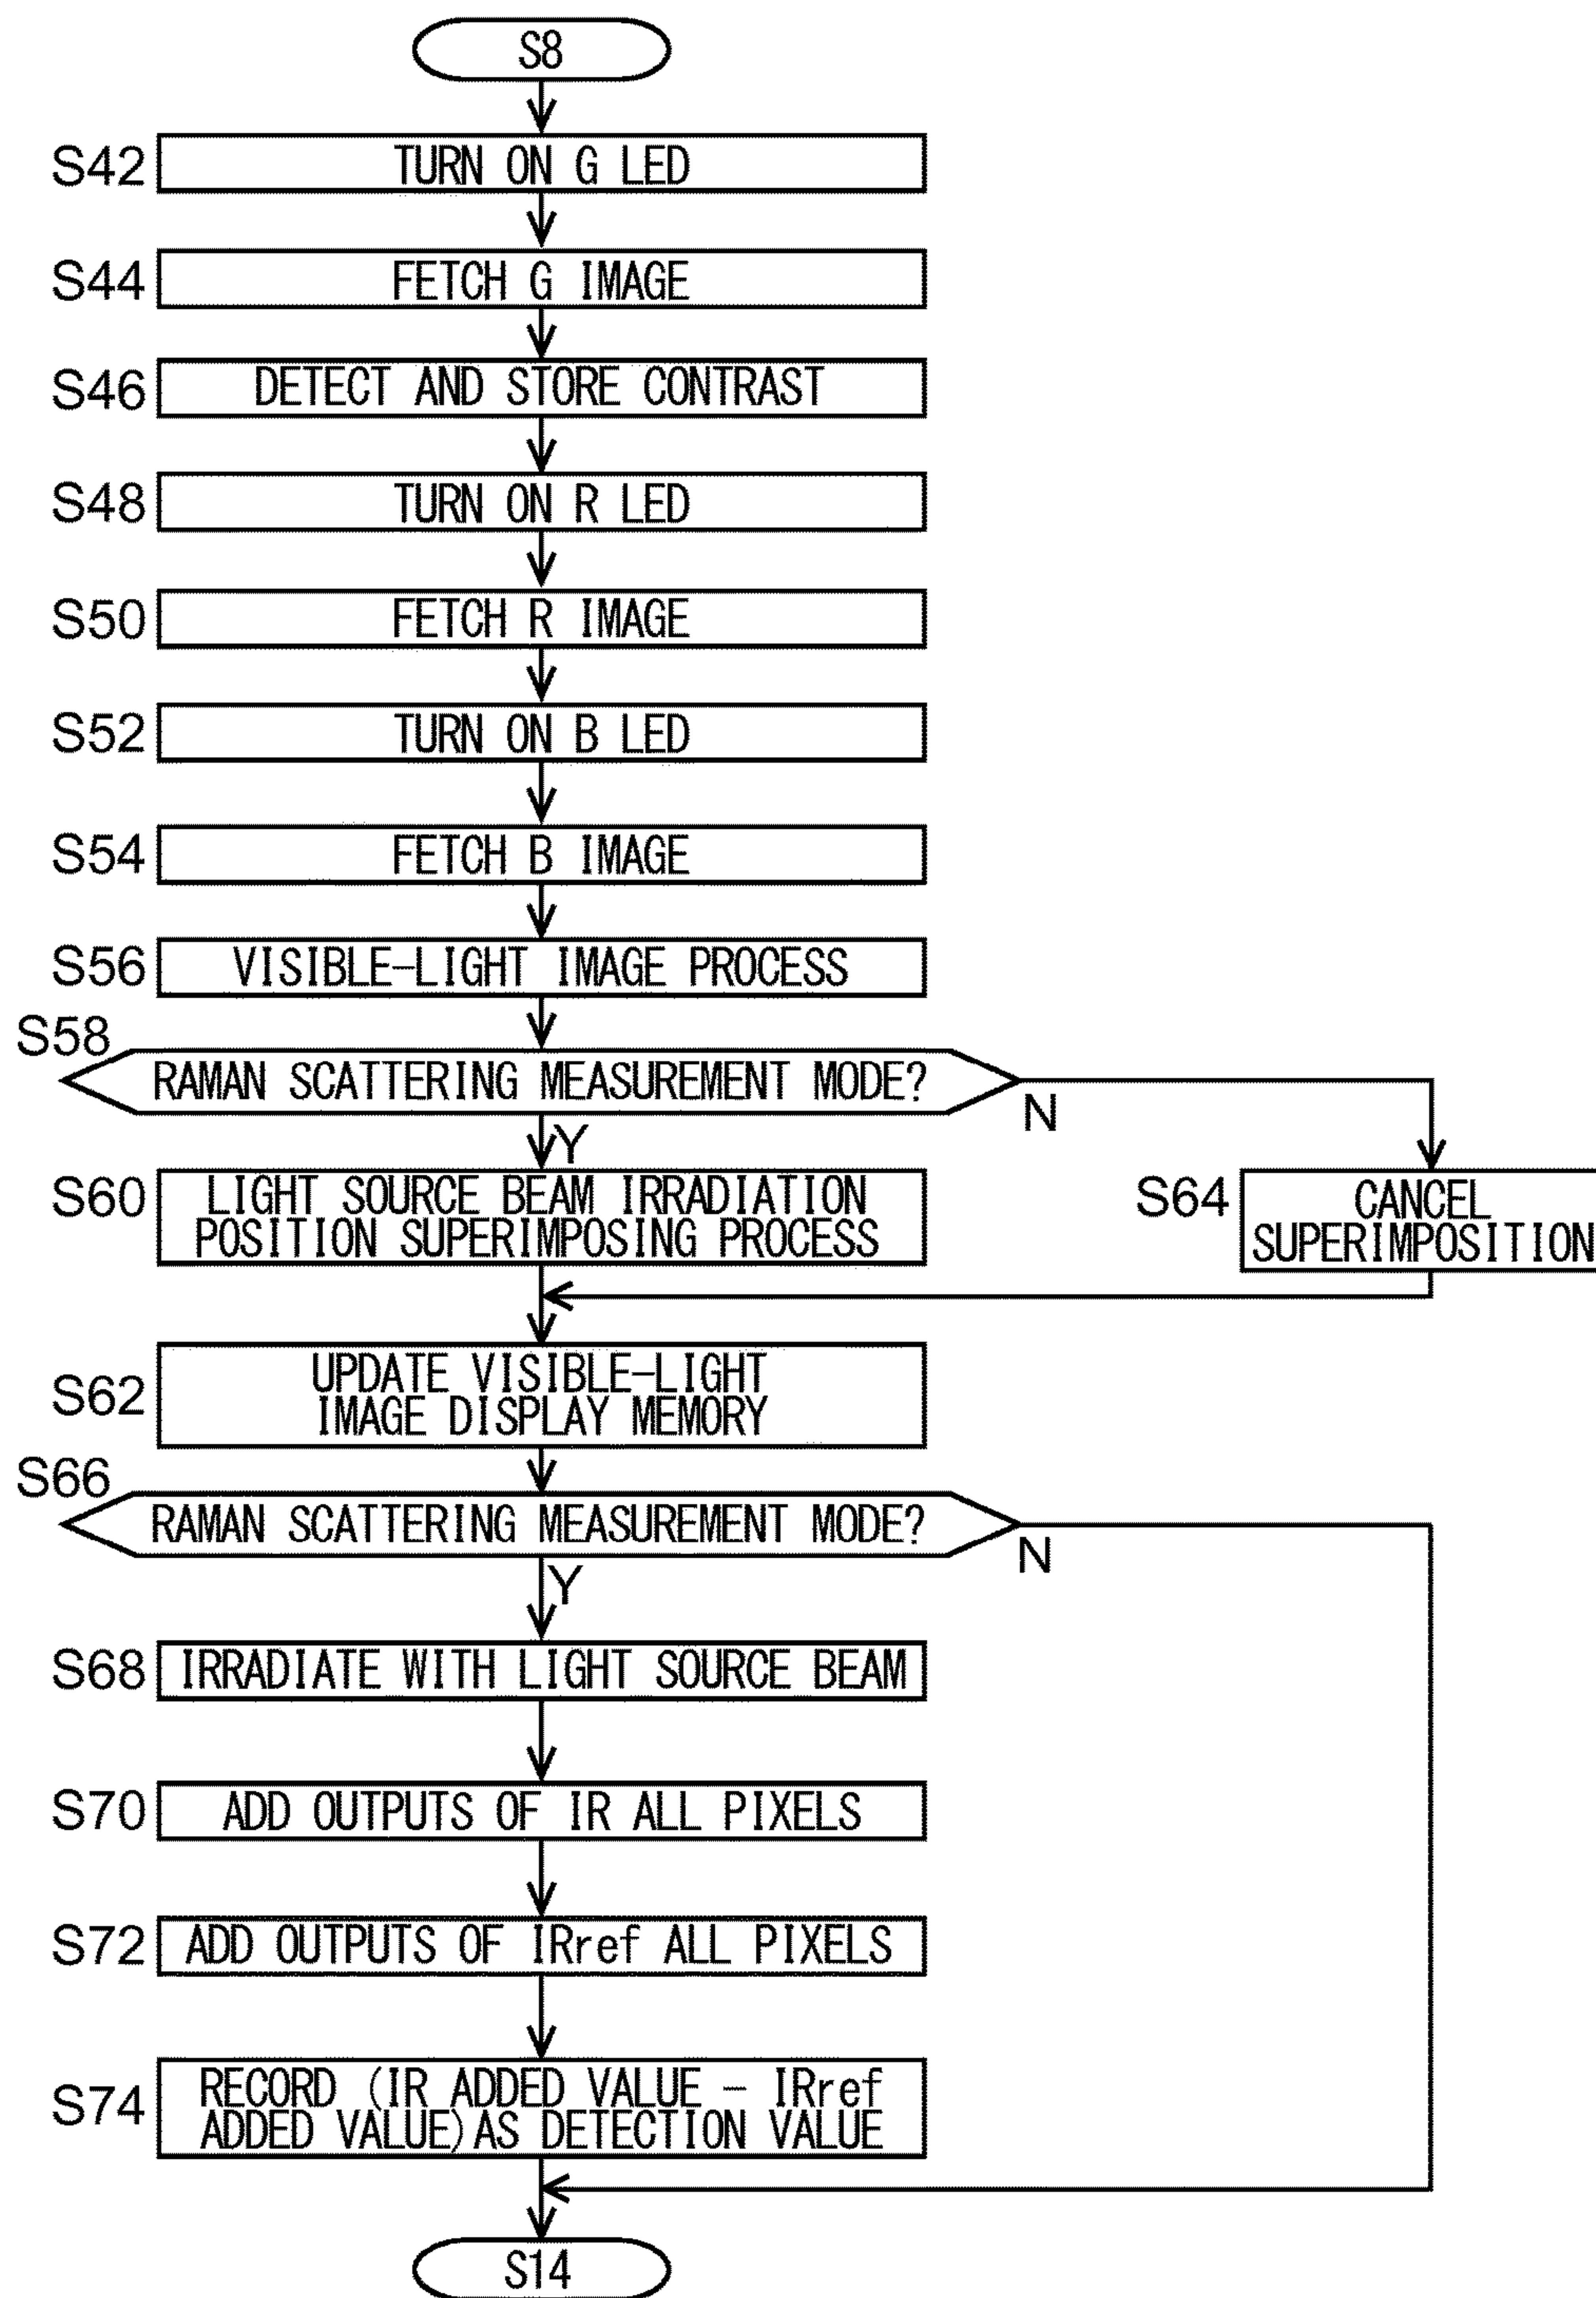 S8
S42
TURN ON G LED
S44
FETCH G IMAGE
S46
DETECT AND STORE CONTRAST
S48
TURN ON R LED
S50
FETCH R IMAGE
S52
TURN ON B LED
S54
FETCH B IMAGE
S56
VISIBLE-LIGHT IMAGE PROCESS
S58
RAMAN SCATTERING MEASUREMENT MODE?
N
Y
S60
LIGHT SOURCE BEAM IRRADIATION
POSITION SUPERIMPOSING PROCESS
S64
CANCEL
SUPERIMPOSITION
S62
UPDATE VISIBLE-LIGHT
IMAGE DISPLAY MEMORY
S66
RAMAN SCATTERING MEASUREMENT MODE?
N
Y
S68
IRRADIATE WITH LIGHT SOURCE BEAM
S70
ADD OUTPUTS OF IR ALL PIXELS
S72
ADD OUTPUTS OF IRref ALL PIXELS
S74
RECORD (IR ADDED VALUE - IRref
ADDED VALUE)AS DETECTION VALUE
S14